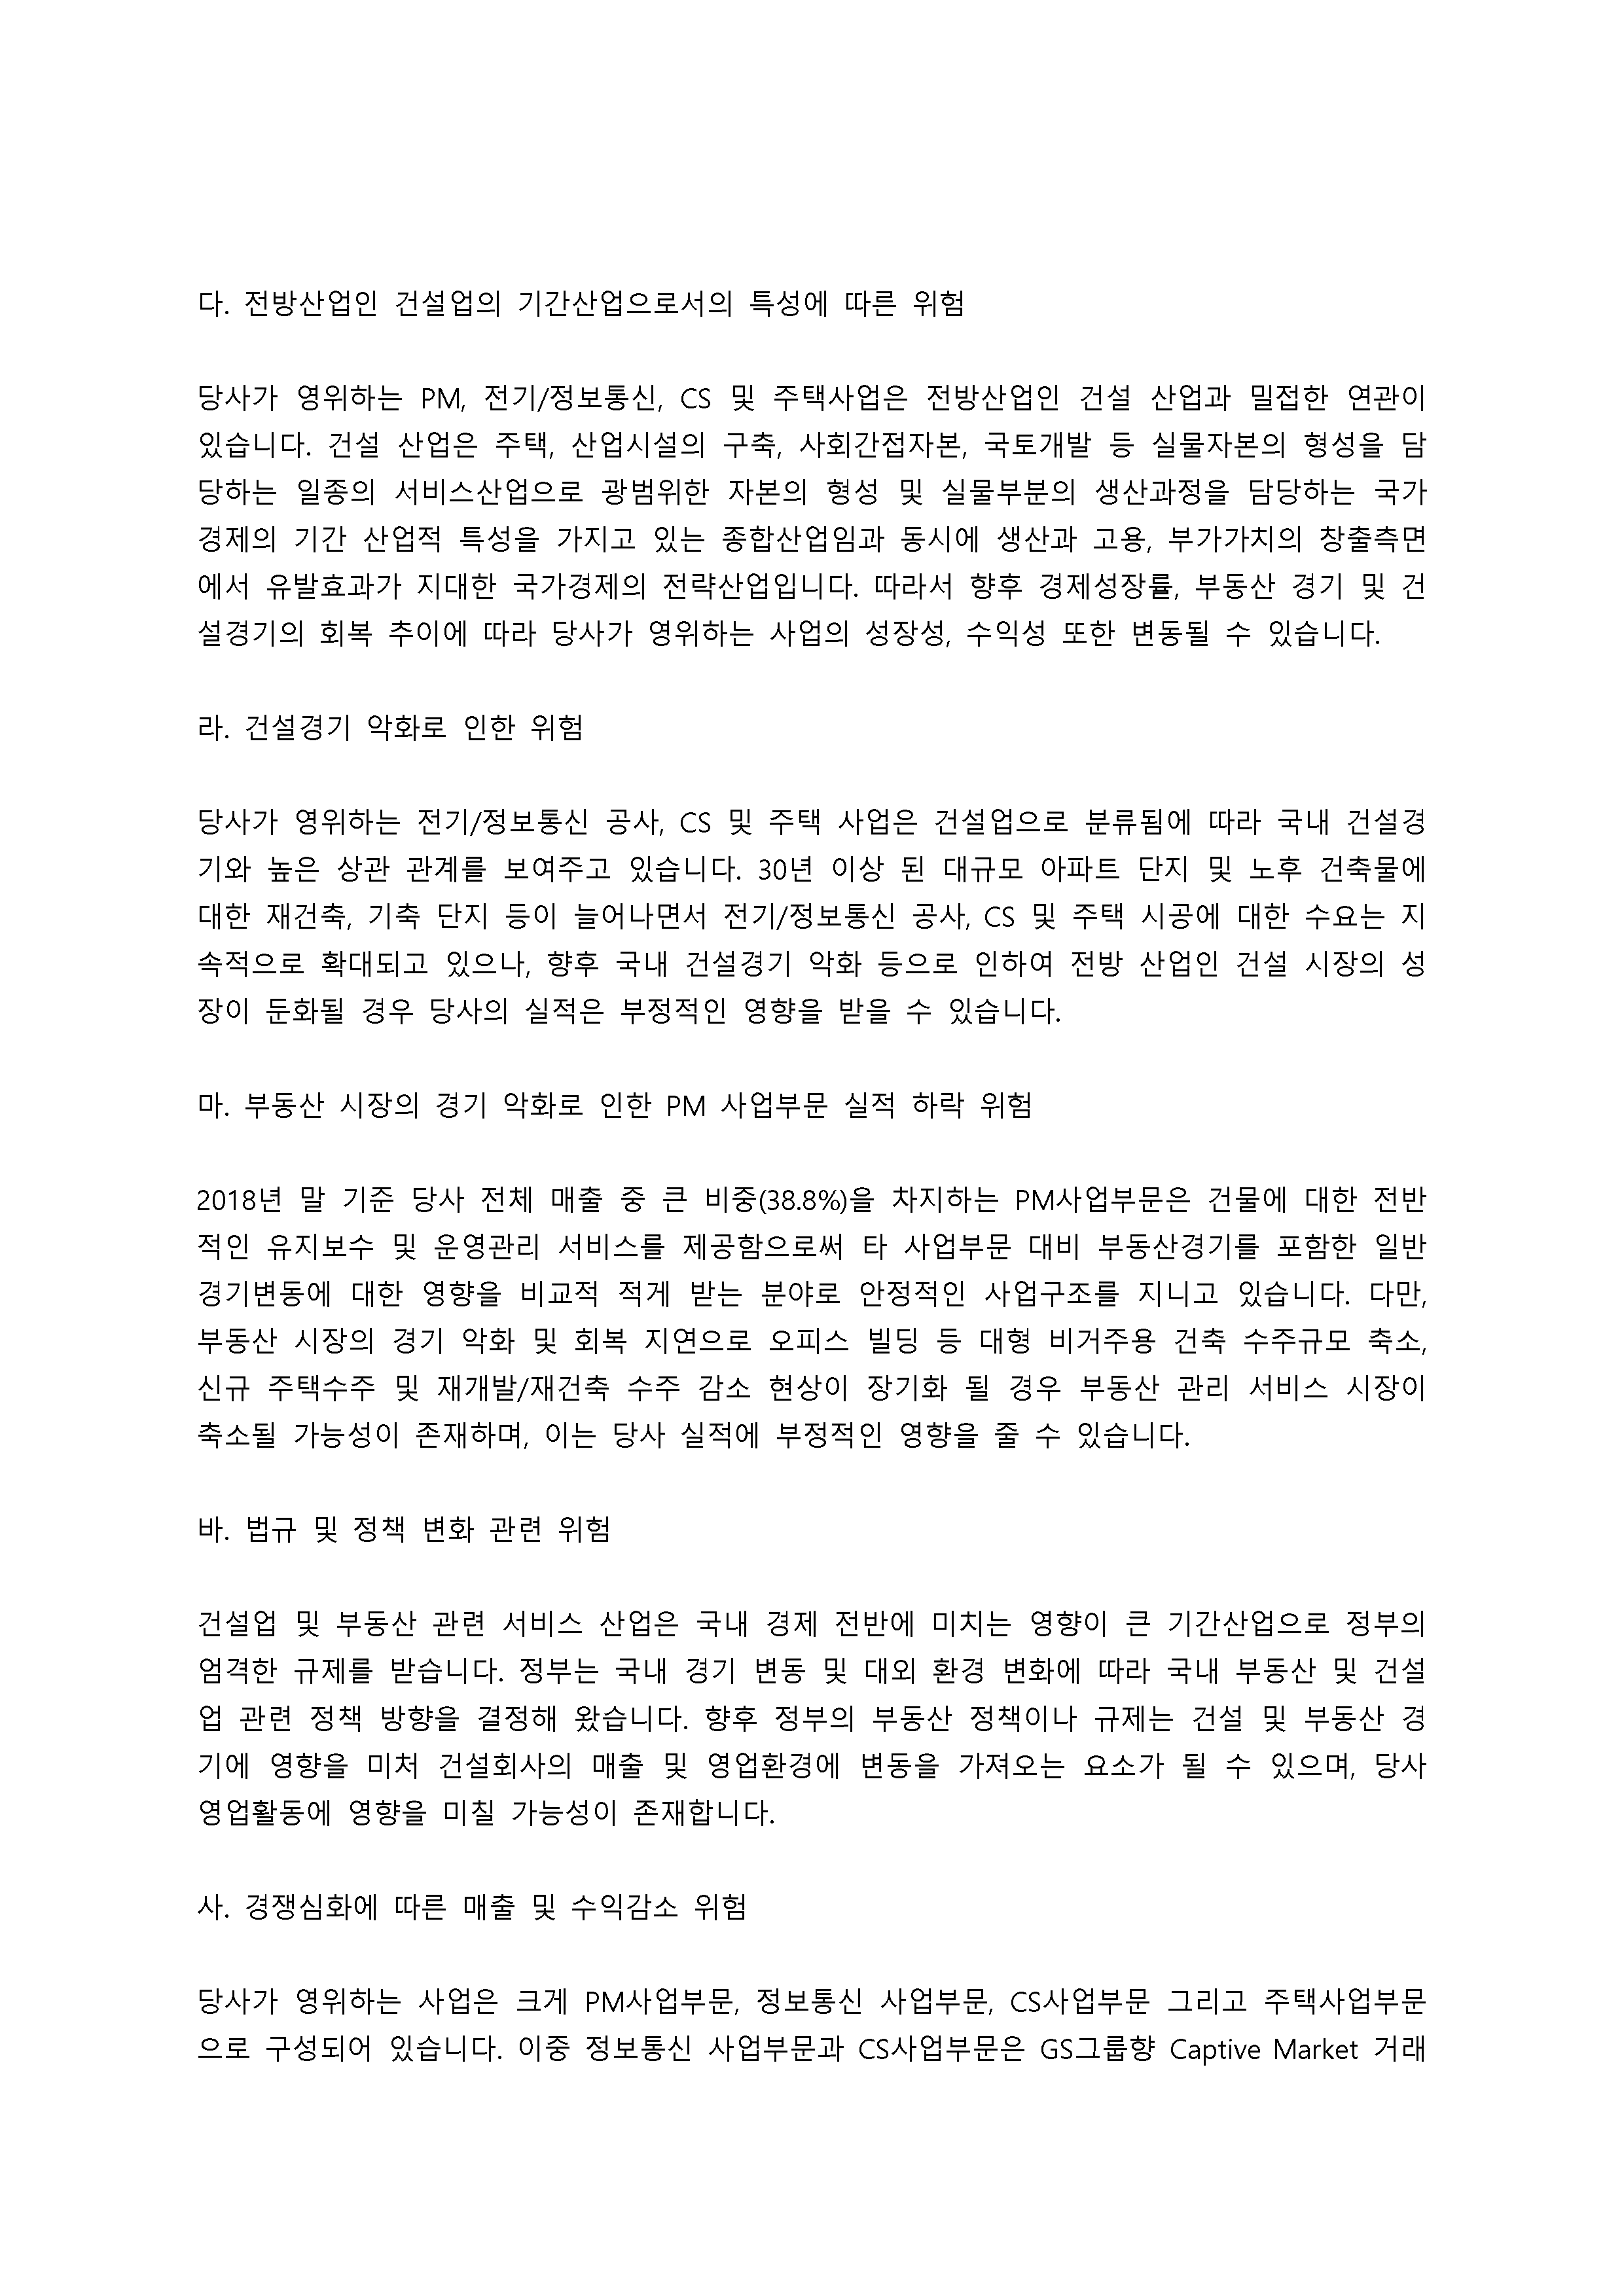 다. 전방산업인 건설업의 기간산업으로서의 특성에 따른 위험
당사가 영위하는 PM, 전기/정보통신, CS 및 주택사업은 전방산업인 건설 산업과 밀접한 연관이
있습니다. 건설 산업은 주택, 산업시설의 구축, 사회간접자본, 국토개발 등 실물자본의 형성을 담
당하는 일종의 서비스산업으로 광범위한 자본의 형성 및 실물부분의 생산과정을 담당하는 국가
경제의 기간 산업적 특성을 가지고 있는 종합산업임과 동시에 생산과 고용, 부가가치의 창출측면
에서 유발효과가 지대한 국가경제의 전략산업입니다. 따라서 향후 경제성장률, 부동산 경기 및 건
설경기의 회복 추이에 따라 당사가 영위하는 사업의 성장성, 수익성 또한 변동될 수 있습니다.
라. 건설경기 악화로 인한 위험
당사가 영위하는 전기/정보통신 공사, CS 및 주택 사업은 건설업으로 분류됨에 따라 국내 건설경
기와 높은 상관 관계를 보여주고 있습니다. 30년 이상 된 대규모 아파트 단지 및 노후 건축물에
대한 재건축, 기축 단지 등이 늘어나면서 전기/정보통신 공사, CS 및 주택 시공에 대한 수요는 지
속적으로 확대되고 있으나, 향후 국내 건설경기 악화 등으로 인하여 전방 산업인 건설 시장의 성
장이 둔화될 경우 당사의 실적은 부정적인 영향을 받을 수 있습니다.
마. 부동산 시장의 경기 악화로 인한 PM 사업부문 실적 하락 위험
2018년 말 기준 당사 전체 매출 중 큰 비중(38.8%)을 차지하는 PM사업부문은 건물에 대한 전반
적인 유지보수 및 운영관리 서비스를 제공함으로써 타 사업부문 대비 부동산경기를 포함한 일반
경기변동에 대한 영향을 비교적 적게 받는 분야로 안정적인 사업구조를 지니고 있습니다. 다만,
부동산 시장의 경기 악화 및 회복 지연으로 오피스 빌딩 등 대형 비거주용 건축 수주규모 축소,
신규 주택수주 및 재개발/재건축 수주 감소 현상이 장기화 될 경우 부동산 관리 서비스 시장이
축소될 가능성이 존재하며, 이는 당사 실적에 부정적인 영향을 줄 수 있습니다.
바. 법규 및 정책 변화 관련 위험
건설업 및 부동산 관련 서비스 산업은 국내 경제 전반에 미치는 영향이 큰 기간산업으로 정부의
엄격한 규제를 받습니다. 정부는 국내 경기 변동 및 대외 환경 변화에 따라 국내 부동산 및 건설
업 관련 정책 방향을 결정해 왔습니다. 향후 정부의 부동산 정책이나 규제는 건설 및 부동산 경
기에 영향을 미처 건설회사의 매출 및 영업환경에 변동을 가져오는 요소가 될 수 있으며, 당사
영업활동에 영향을 미칠 가능성이 존재합니다.
사. 경쟁심화에 따른 매출 및 수익감소 위험
당사가 영위하는 사업은 크게 PM사업부문, 정보통신 사업부문, CS사업부문 그리고 주택사업부문
으로 구성되어 있습니다. 이중 정보통신 사업부문과 CS사업부문은 GS그룹향 Captive Market 거래